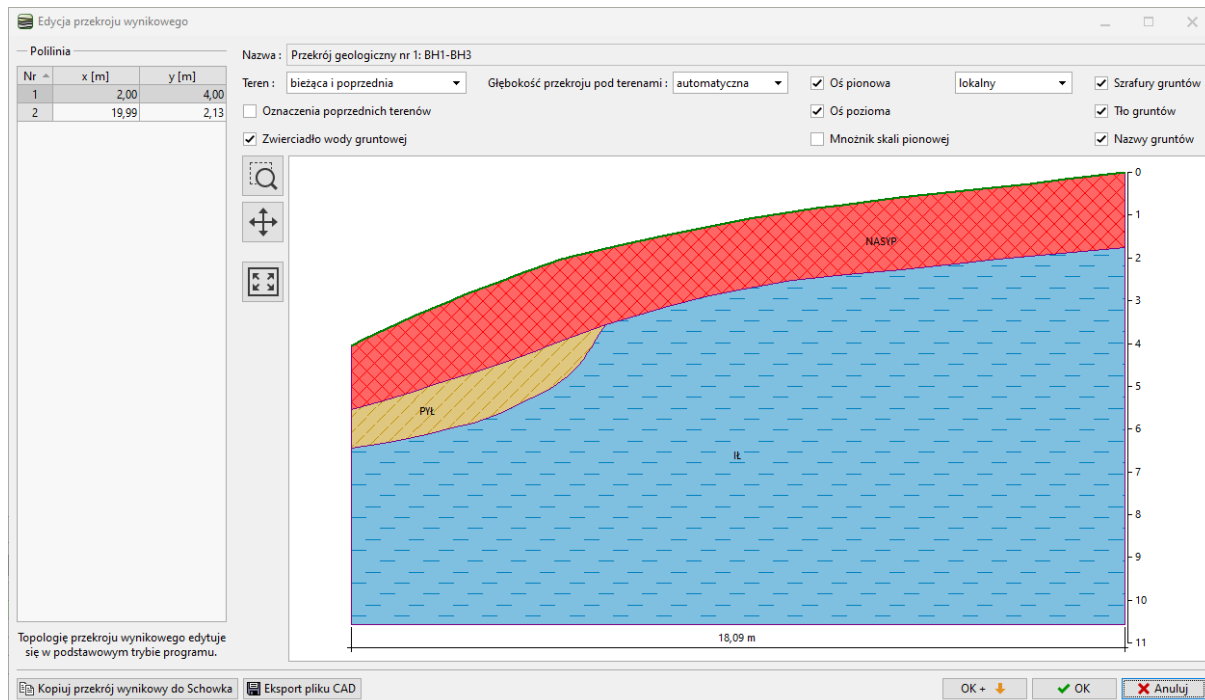 Edycja przekroju wynikowego
Polilinia
Nr x [m] y [m]
1 2,00 4,00
2 19,99 2,13
Nazwa : Przekrój geologiczny nr 1: BH1-BH3
Teren : bieżąca i poprzednia Głębokość przekroju pod terenami : automatyczna Oś pionowa lokalny Szrafury gruntów
Oznaczenia poprzednich terenów Oś pozioma Tło gruntów
Zwierciadło wody gruntowej Mnożnik skali pionowej Nazwy gruntów
0
1
NASYP
2
3
4
5
PYŁ
6
IŁ
7
8
9
10
18,09 m
11
Topologię przekroju wynikowego edytuje
się w podstawowym trybie programu.
Kopiuj przekrój wynikowy do Schowka Eksport pliku CAD OK + OK Anuluj